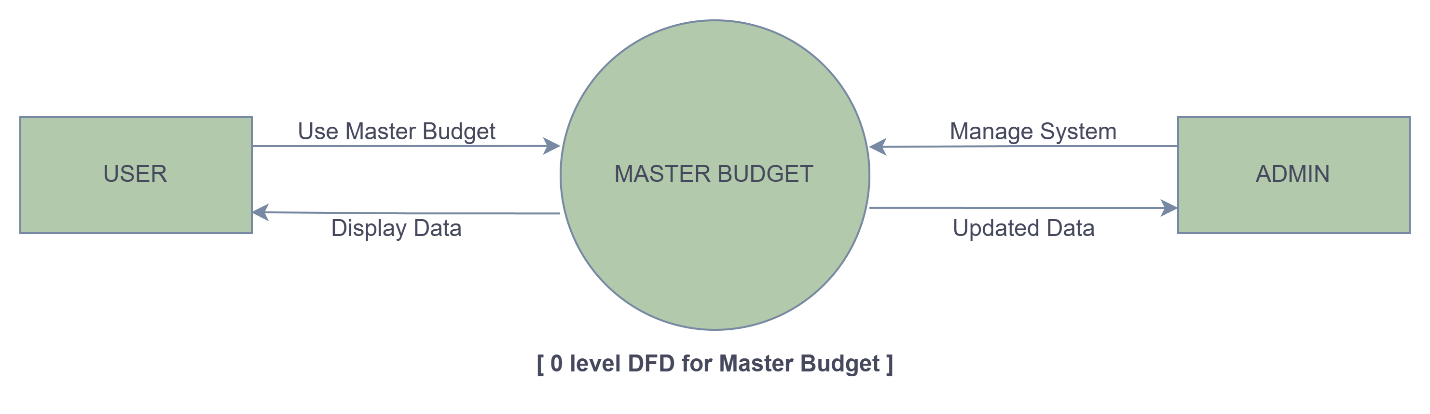 Use Master Budget
Manage System
USER
MASTER BUDGET
ADMIN
Display Data
Updated Data
[ 0 level DFD for Master Budget ]